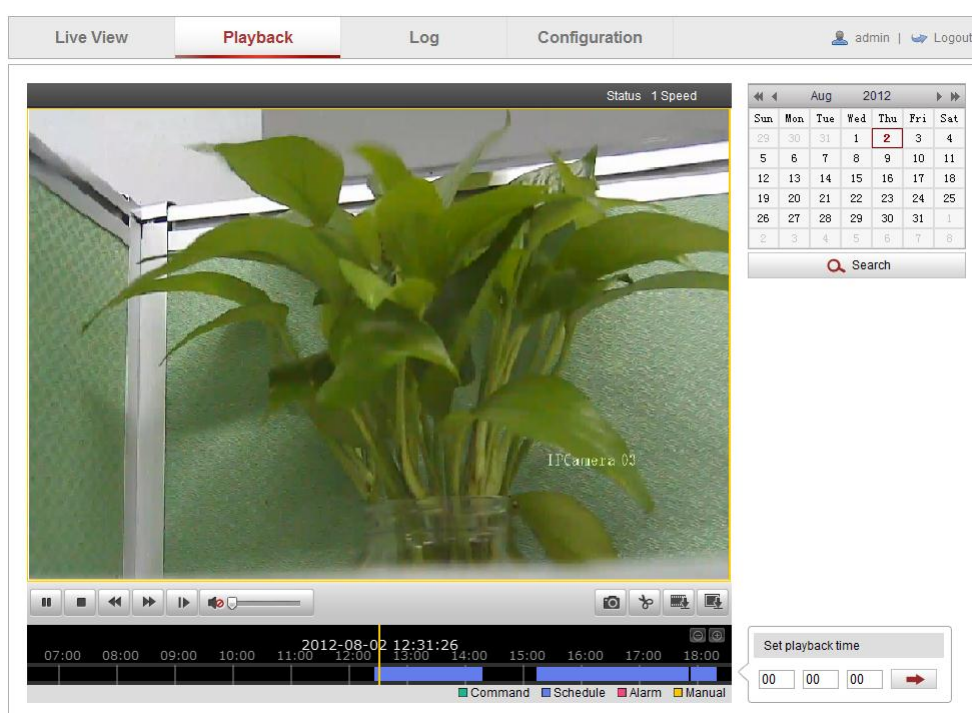 Live View Playback Log Configuration admin | Logout
Status 1 Speed
Aug 2012
Sun Mon Tue Wed Thu Fri Sat
29 30 31 1 2 3 4
5 6 7 8 9 10 11
12 13 14 15 16 17 18
19 20 21 22 23 24 25
26 27 28 29 30 31 1
2 3 4 5 6 7 8
Search
IPCamera 03
2012-08-02 12:31:26
07:00 08:00 09:00 10:00 11:00 12:00 13:00 14:00 15:00 16:00 17:00 18:00
Command Schedule Alarm Manual
Set playback time
00 00 00